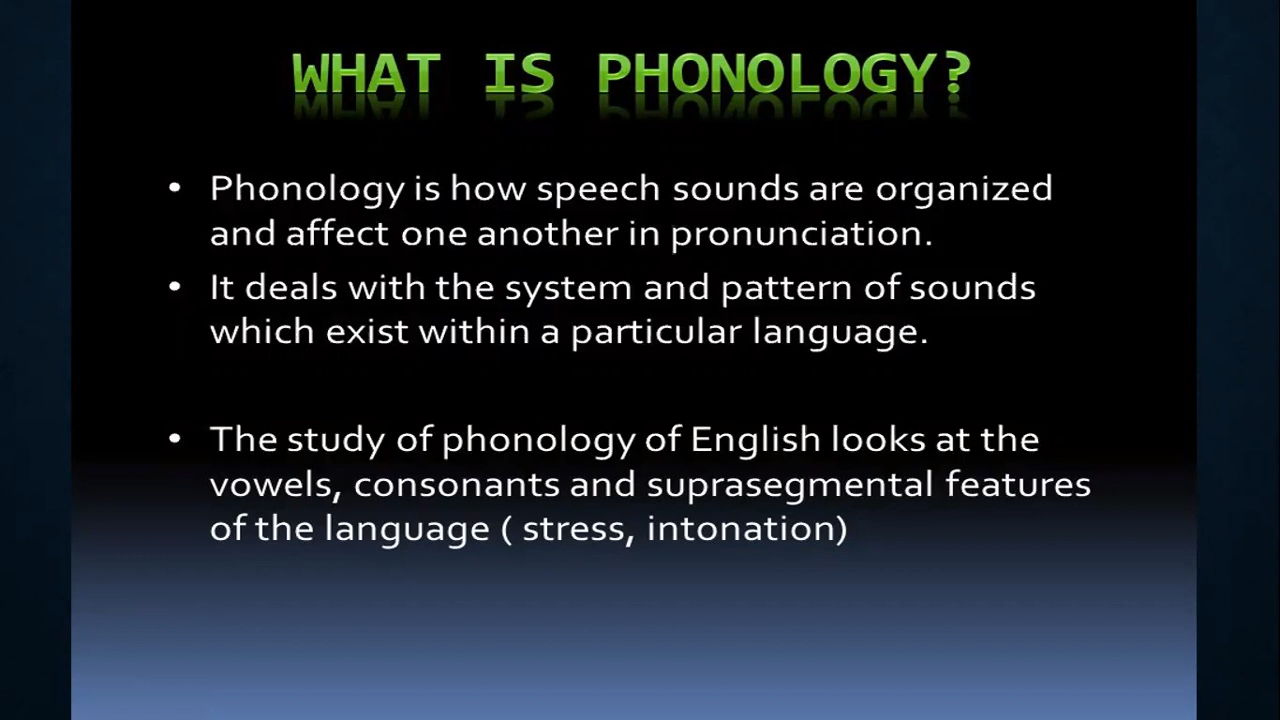 WHAT IS PHONOLOGY?
• Phonology is how speech sounds are organized
and affect one another in pronunciation.
• It deals with the system and pattern of sounds
which exist within a particular language.
• The study of phonology of English looks at the
vowels, consonants and suprasegmental features
of the language ( stress, intonation)